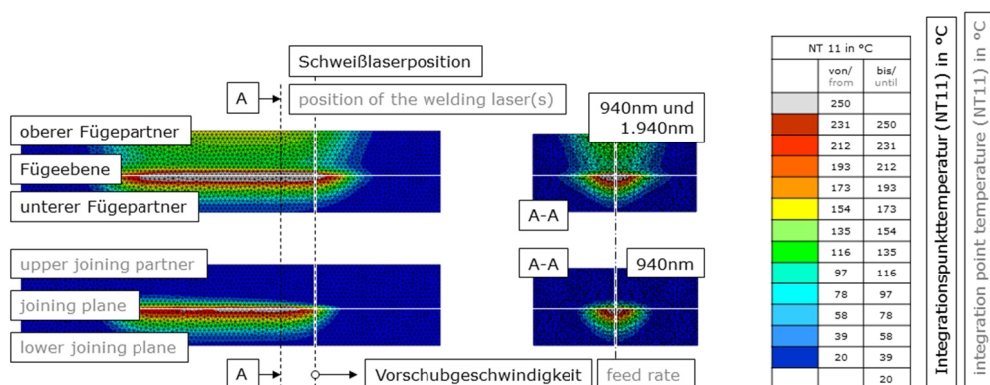 Schweißlaserposition
A
position of the welding laser(s)
940nm und
1.940nm
oberer Fügepartner
Fügeebene
unterer Fügepartner
A-A
upper joining partner
A-A
940nm
joining plane
lower joining plane
A
Vorschubgeschwindigkeit
feed rate
NT 11 in °C
von/ bis/
from until
250
231 250
212 231
193 212
173 193
154 173
135 154
116 135
97 116
78 97
58 78
39 58
20 39
20
Integrationspunkttemperatur (NT11) in °C
integration point temperature (NT11) in °C